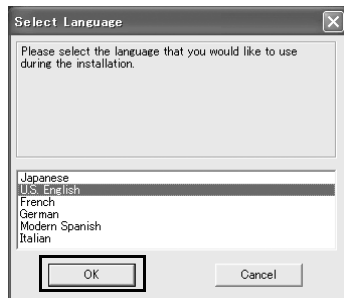 Select Language
Please select the language that you would like to use
during the installation.
Japanese
U.S. English
French
German
Modern Spanish
Italian
OK
Cancel